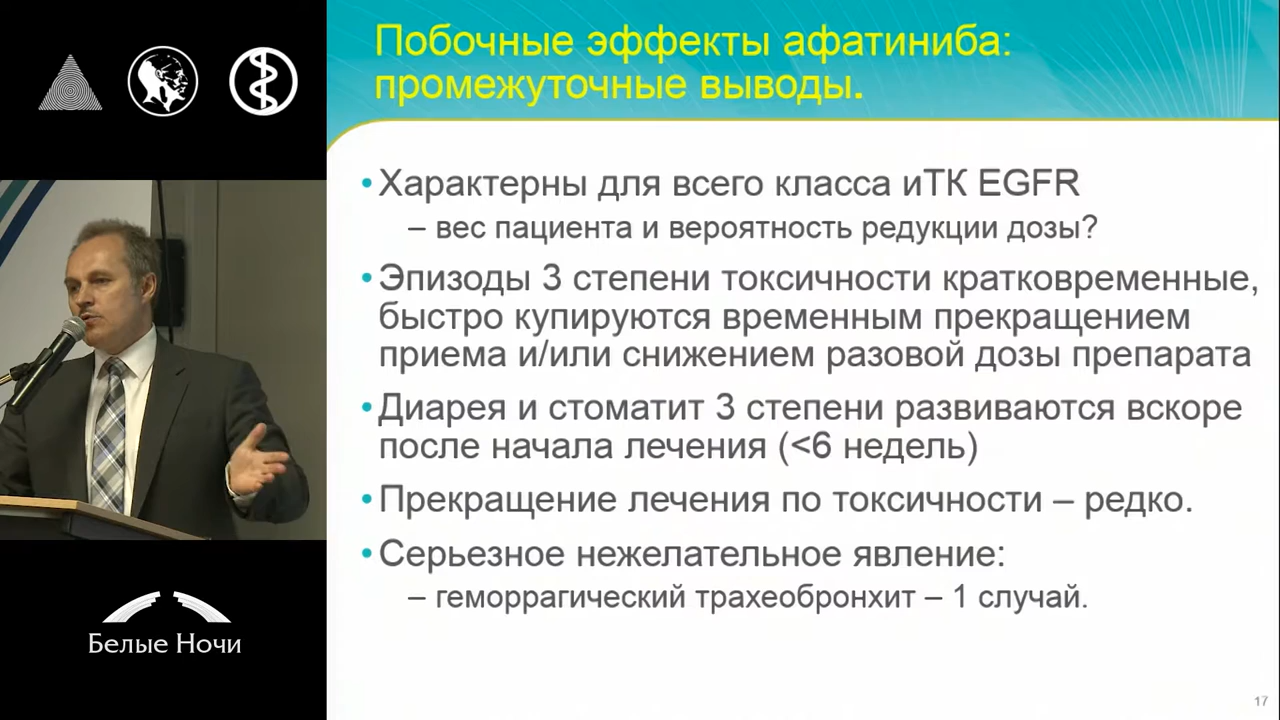 Побочные эффекты афатиниба:
промежуточные выводы.
• Характерны для всего класса иТК EGFR
– вес пациента и вероятность редукции дозы?
• Эпизоды 3 степени токсичности кратковременные,
быстро купируются временным прекращением
приема и/или снижением разовой дозы препарата
• Диарея и стоматит 3 степени развиваются вскоре
после начала лечения (<6 недель)
• Прекращение лечения по токсичности – редко.
• Серьезное нежелательное явление:
– геморрагический трахеобронхит – 1 случай.
Белые Ночи
17